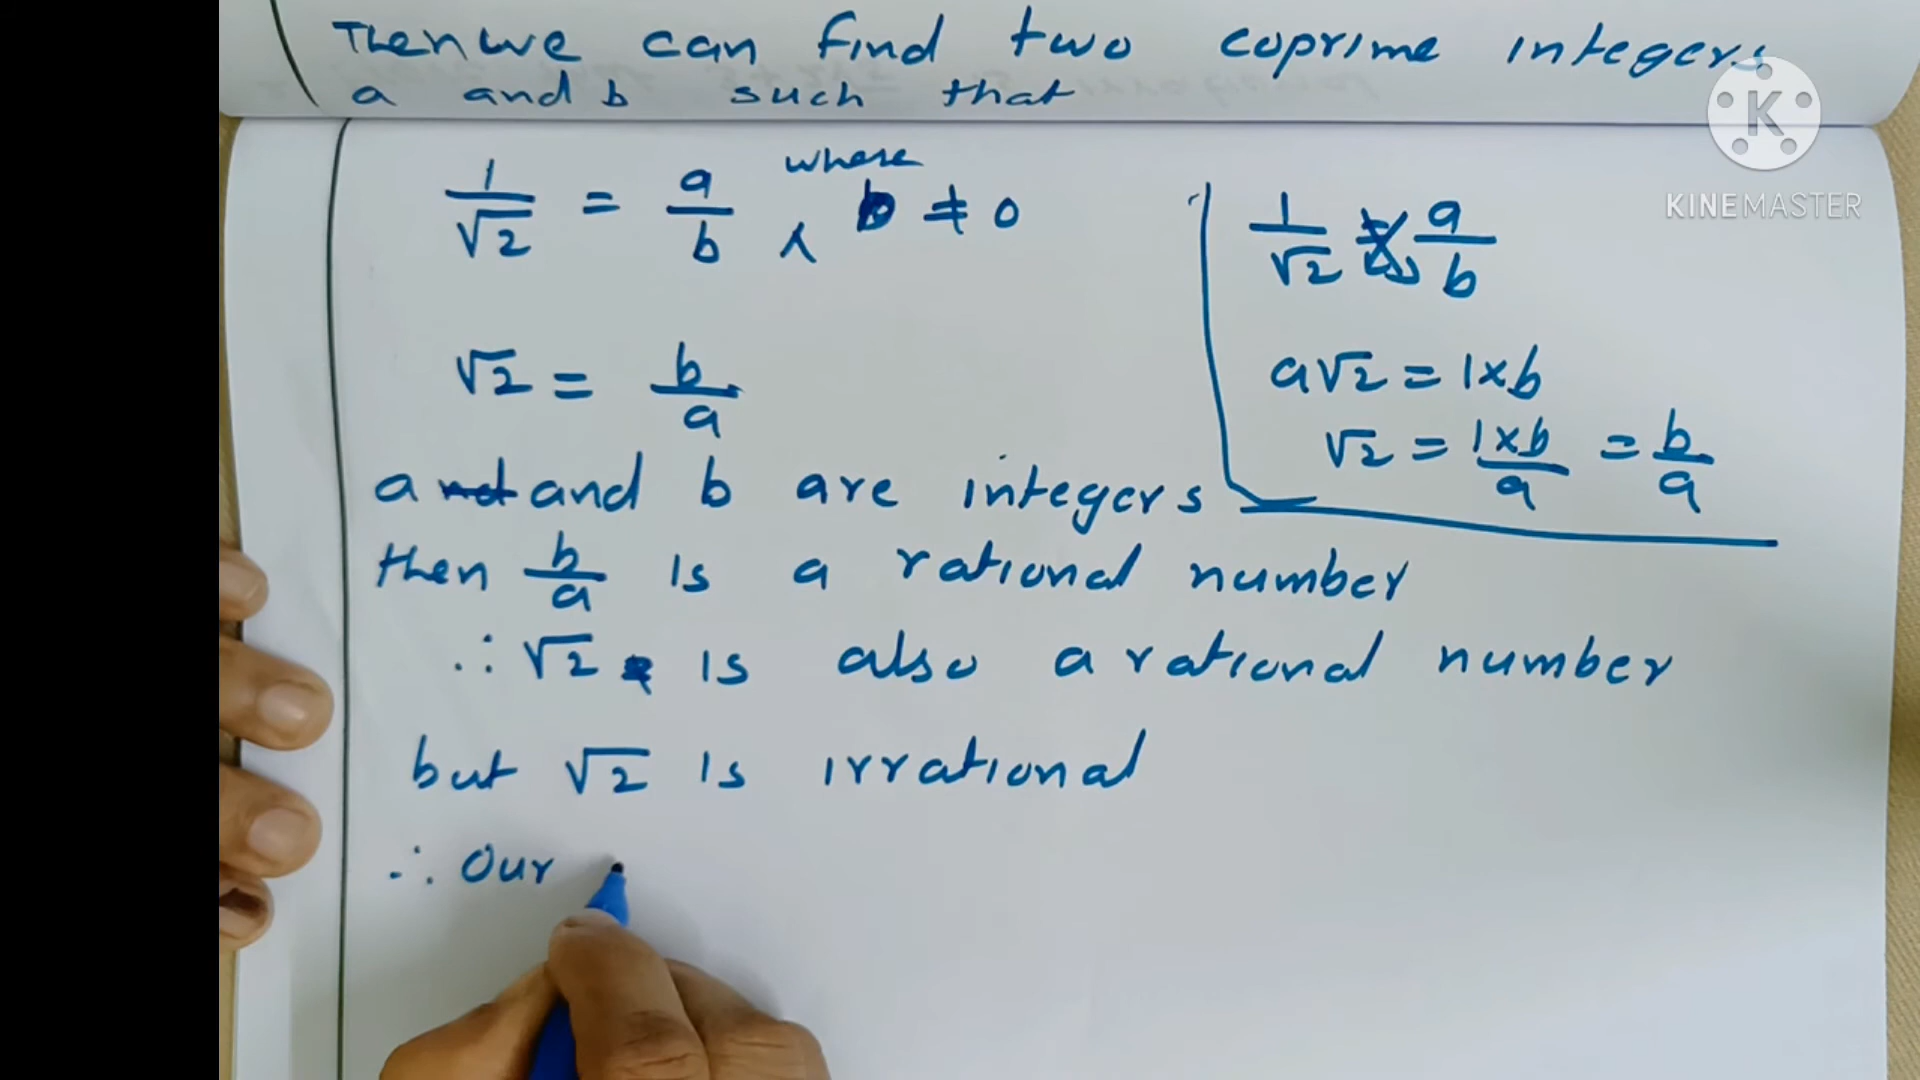 Then we can find two coprime integers
a and b such that
where
1/√2 = a/b , b ≠ 0
1/√2 = a/b
√2 = b/a
a√2 = 1×b
√2 = 1×b/a = b/a
a and b are integers
then b/a is a rational number
∴ √2 is also a rational number
but √2 is irrational
∴ Our
KINEMASTER